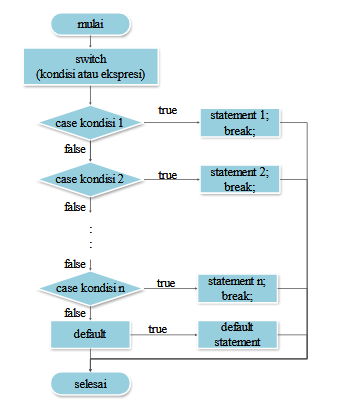 mulai
switch
(kondisi atau ekspresi)
case kondisi 1
true
statement 1;
break;
false
case kondisi 2
true
statement 2;
break;
false
:
:
false
case kondisi n
true
statement n;
break;
false
default
true
default
statement
selesai